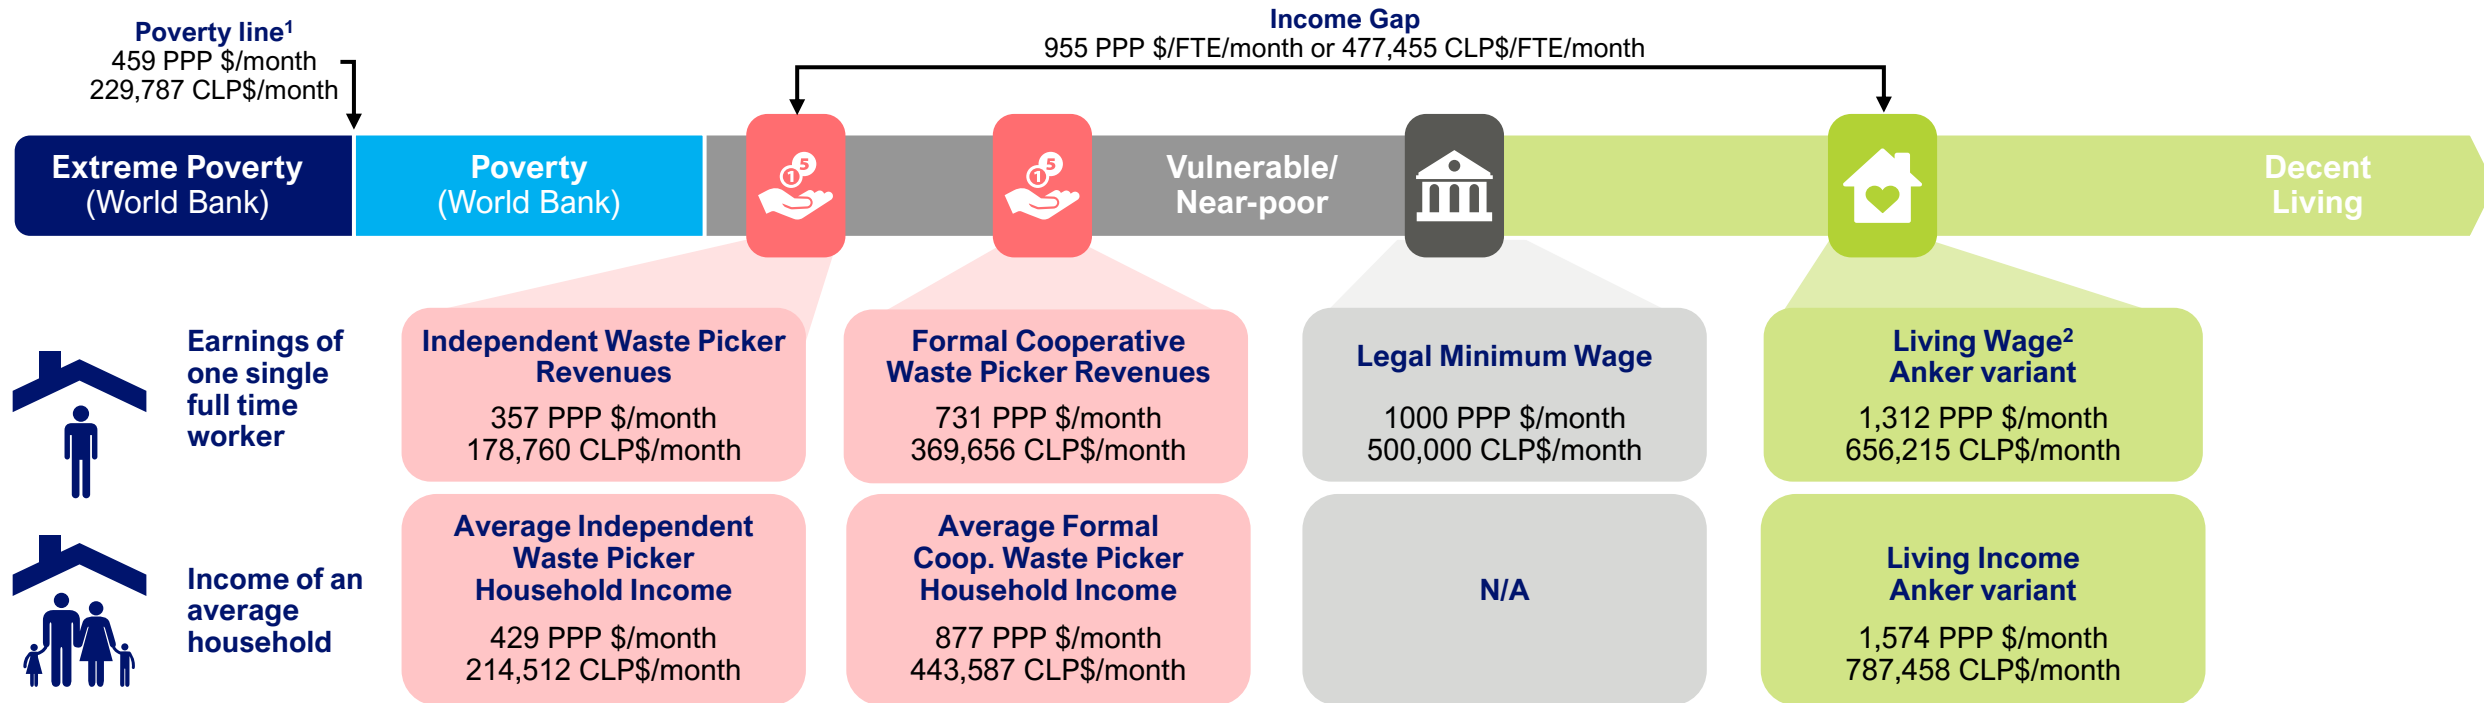 Poverty line1
459 PPP $/month
229,787 CLP$/month
Income Gap
955 PPP $/FTE/month or 477,455 CLP$/FTE/month
Extreme Poverty
(World Bank)
Poverty
(World Bank)
1 5
1 5
Vulnerable/
Near-poor
Decent
Living
Earnings of
one single
full time
worker
Independent Waste Picker
Revenues
357 PPP $/month
178,760 CLP$/month
Formal Cooperative
Waste Picker Revenues
731 PPP $/month
369,656 CLP$/month
Legal Minimum Wage
1000 PPP $/month
500,000 CLP$/month
Living Wage2
Anker variant
1,312 PPP $/month
656,215 CLP$/month
Income of an
average
household
Average Independent
Waste Picker
Household Income
429 PPP $/month
214,512 CLP$/month
Average Formal
Coop. Waste Picker
Household Income
877 PPP $/month
443,587 CLP$/month
N/A
Living Income
Anker variant
1,574 PPP $/month
787,458 CLP$/month